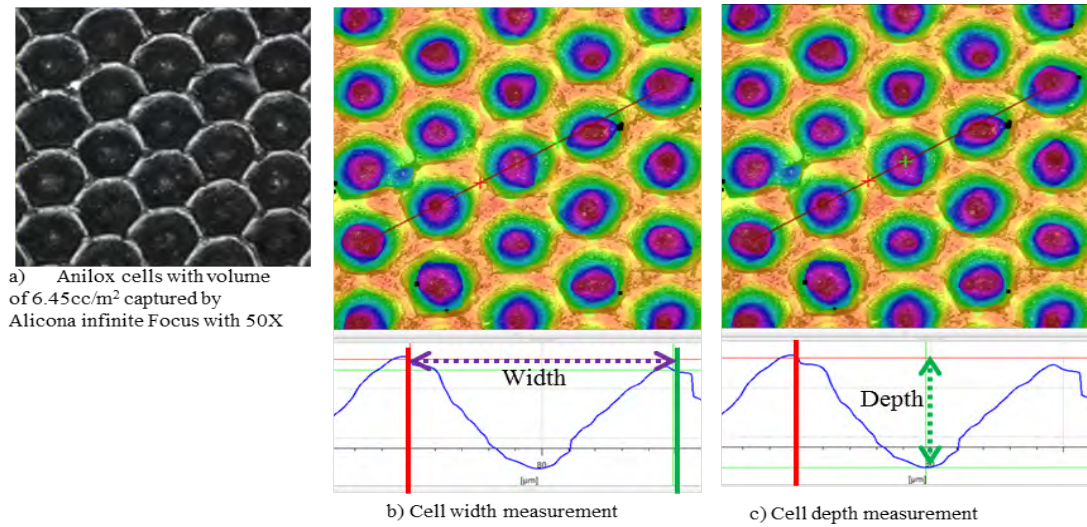 a) Anilox cells with volume
of 6.45cc/m² captured by
Alicona infinite Focus with 50X
Width
80
[µm]
b) Cell width measurement
Depth
80
[µm]
c) Cell depth measurement